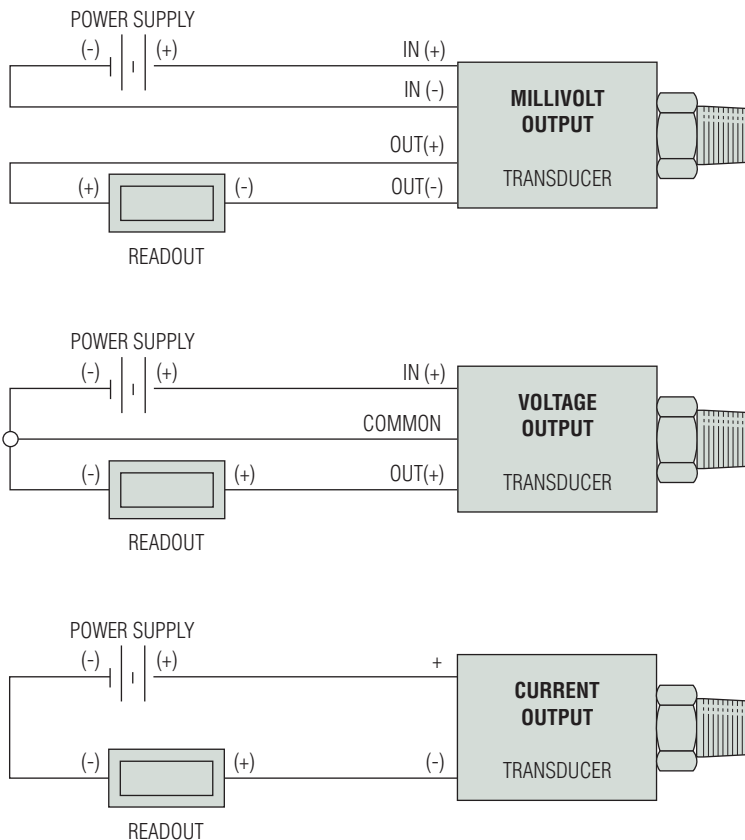 POWER SUPPLY
(-) (+) IN (+)
IN (-)
MILLIVOLT
OUTPUT
OUT(+)
TRANSDUCER
(+) (-) OUT(-)
READOUT
POWER SUPPLY
(-) (+) IN (+)
VOLTAGE
OUTPUT
COMMON
TRANSDUCER
(-) (+) OUT(+)
READOUT
POWER SUPPLY
(-) (+) +
CURRENT
OUTPUT
TRANSDUCER
(-) (+) (-)
READOUT